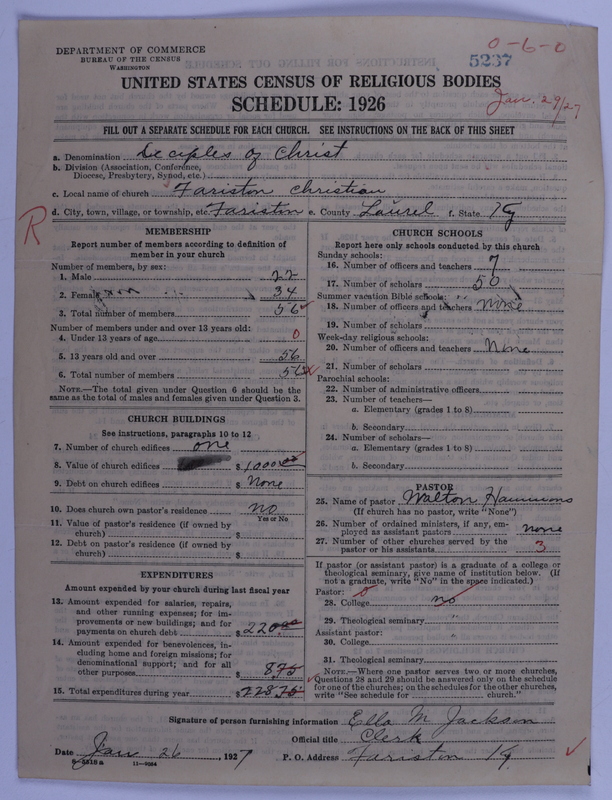 0-6-0
5237
Jan. 29/27
DEPARTMENT OF COMMERCE
BUREAU OF THE CENSUS
WASHINGTON
UNITED STATES CENSUS OF RELIGIOUS BODIES
SCHEDULE: 1926
FILL OUT A SEPARATE SCHEDULE FOR EACH CHURCH. SEE INSTRUCTIONS ON THE BACK OF THIS SHEET
a. Denomination Deciples of Christ
b. Division (Association, Conference, Diocese, Presbytery, Synod, etc.)
c. Local name of church Fariston Christian
d. City, town, village, or township, etc. Fariston e. County Laurel f. State Ky
R
MEMBERSHIP
Report number of members according to definition of member in your church
Number of members, by sex:
1. Male 22
2. Female 34
3. Total number of members 56
Number of members under and over 13 years old:
4. Under 13 years of age 0
5. 13 years old and over 56
6. Total number of members 56
NOTE.—The total given under Question 6 should be the same as the total of males and females given under Question 3.
CHURCH BUILDINGS
See instructions, paragraphs 10 to 12
7. Number of church edifices one
8. Value of church edifices $ 1000.00
9. Debt on church edifices $ None
10. Does church own pastor's residence? no
Yes or No
11. Value of pastor's residence (if owned by church) $
12. Debt on pastor's residence (if owned by church) $
EXPENDITURES
Amount expended by your church during last fiscal year
13. Amount expended for salaries, repairs, and other running expenses; for improvements or new buildings; and for payments on church debt $ 220.00
14. Amount expended for benevolences, including home and foreign missions; for denominational support; and for all other purposes $ 8.75
15. Total expenditures during year $ 228.75
CHURCH SCHOOLS
Report here only schools conducted by this church
Sunday schools:
16. Number of officers and teachers 7
17. Number of scholars 50
Summer vacation Bible schools:
18. Number of officers and teachers None
19. Number of scholars
Week-day religious schools:
20. Number of officers and teachers None
21. Number of scholars
Parochial schools:
22. Number of administrative officers
23. Number of teachers—
a. Elementary (grades 1 to 8)
b. Secondary
24. Number of scholars—
a. Elementary (grades 1 to 8)
b. Secondary
PASTOR
25. Name of pastor Walton Hammons
(If church has no pastor, write "None")
26. Number of ordained ministers, if any, employed as assistant pastors none
27. Number of other churches served by the pastor or his assistants 3
If pastor (or assistant pastor) is a graduate of a college or theological seminary, give name of institution below. (If not a graduate, write "No" in the space indicated.)
Pastor: 0
28. College no
29. Theological seminary "
Assistant pastor:
30. College
31. Theological seminary
NOTE.—Where one pastor serves two or more churches, Questions 28 and 29 should be answered only on the schedule for one of the churches; on the schedules for the other churches, write "See schedule for church."
Signature of person furnishing information Ella M Jackson
Official title Clerk
Date Jan 26, 1927 P. O. Address Fariston Ky
8-5518a 11-9084